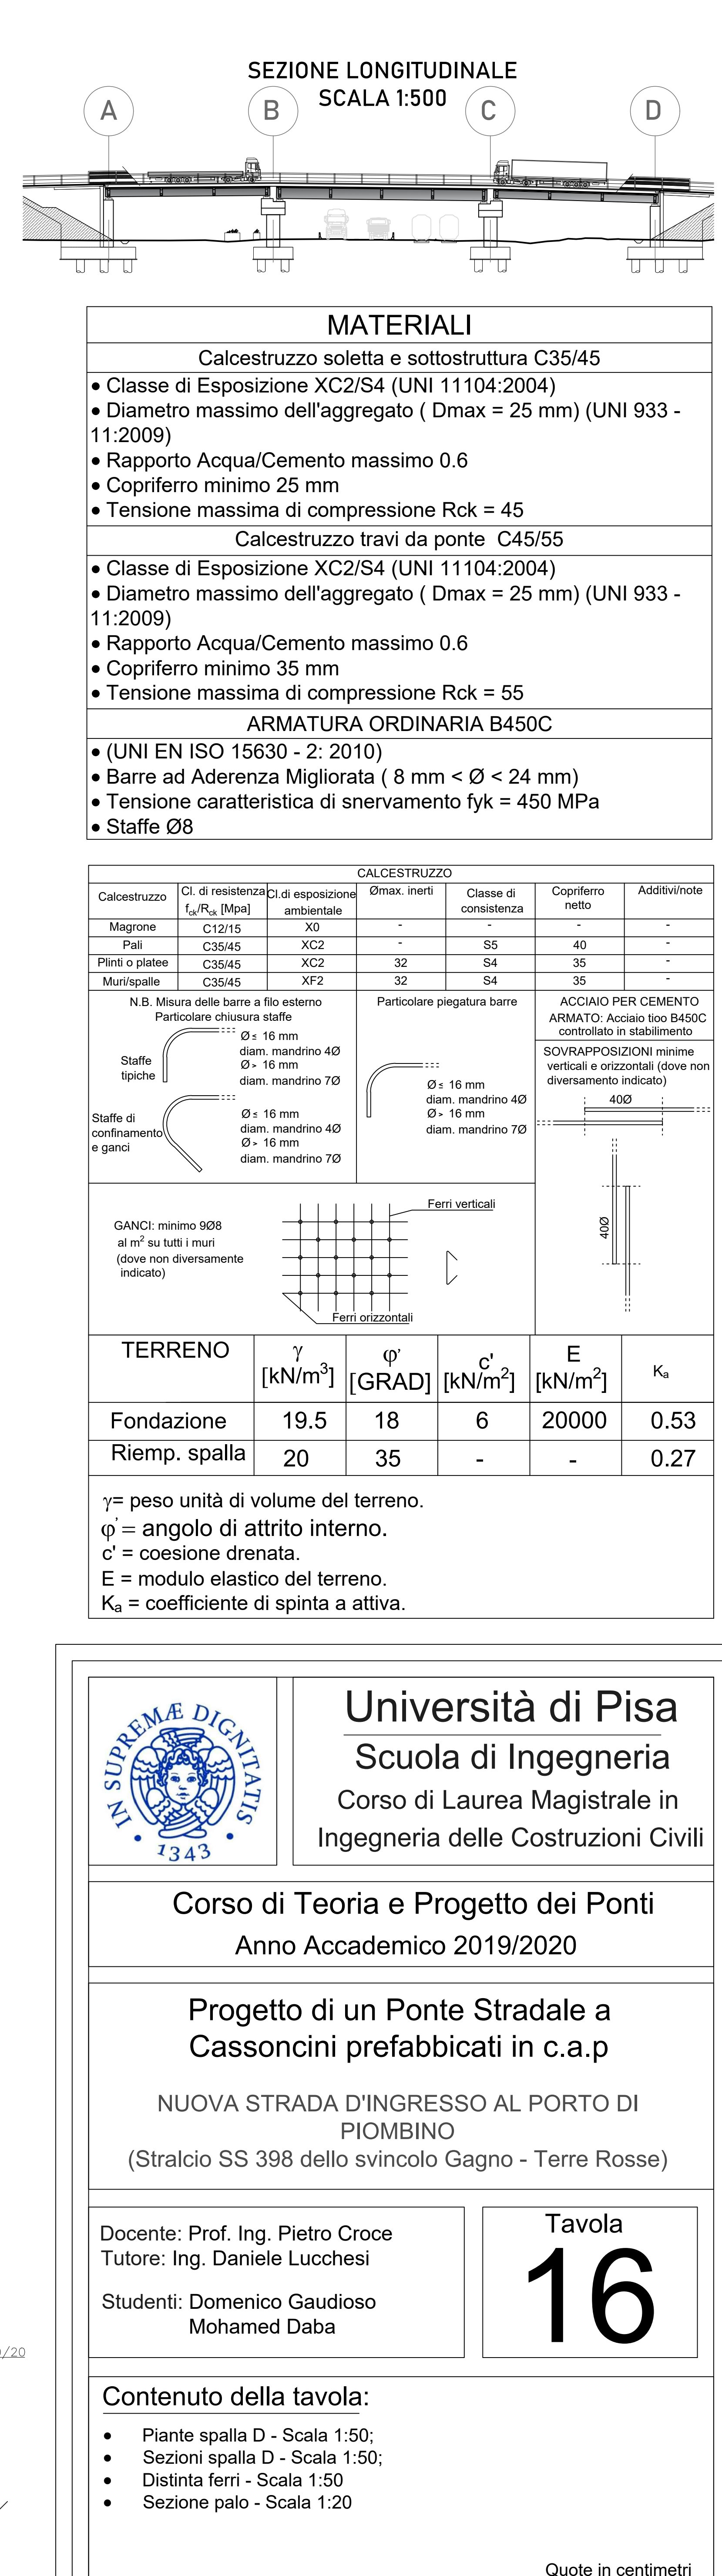 SEZIONE LONGITUDINALE
SCALA 1:500
A
B
C
D
MATERIALI
Calcestruzzo soletta e sottostruttura C35/45
• Classe di Esposizione XC2/S4 (UNI 11104:2004)
• Diametro massimo dell'aggregato ( Dmax = 25 mm) (UNI 933 -
11:2009)
• Rapporto Acqua/Cemento massimo 0.6
• Copriferro minimo 25 mm
• Tensione massima di compressione Rck = 45
Calcestruzzo travi da ponte C45/55
• Classe di Esposizione XC2/S4 (UNI 11104:2004)
• Diametro massimo dell'aggregato ( Dmax = 25 mm) (UNI 933 -
11:2009)
• Rapporto Acqua/Cemento massimo 0.6
• Copriferro minimo 35 mm
• Tensione massima di compressione Rck = 55
ARMATURA ORDINARIA B450C
• (UNI EN ISO 15630 - 2: 2010)
• Barre ad Aderenza Migliorata ( 8 mm < Ø < 24 mm)
• Tensione caratteristica di snervamento fyk = 450 MPa
• Staffe Ø8
CALCESTRUZZO
Calcestruzzo
Cl. di resistenza
fck/Rck [Mpa]
Cl.di esposizione
ambientale
Ømax. inerti
Classe di
consistenza
Copriferro
netto
Additivi/note
Magrone C12/15 X0 - - - -
Pali C35/45 XC2 - S5 40 -
Plinti o platee C35/45 XC2 32 S4 35 -
Muri/spalle C35/45 XF2 32 S4 35 -
N.B. Misura delle barre a filo esterno
Particolare chiusura staffe
Staffe
tipiche
Ø ≤ 16 mm
diam. mandrino 4Ø
Ø > 16 mm
diam. mandrino 7Ø
Staffe di
confinamento
e ganci
Ø ≤ 16 mm
diam. mandrino 4Ø
Ø > 16 mm
diam. mandrino 7Ø
Particolare piegatura barre
Ø ≤ 16 mm
diam. mandrino 4Ø
Ø > 16 mm
diam. mandrino 7Ø
ACCIAIO PER CEMENTO
ARMATO: Acciaio tioo B450C
controllato in stabilimento
SOVRAPPOSIZIONI minime
verticali e orizzontali (dove non
diversamento indicato)
40Ø
40Ø
GANCI: minimo 9Ø8
al m² su tutti i muri
(dove non diversamente
indicato)
Ferri verticali
Ferri orizzontali
TERRENO γ [kN/m³] φ' [GRAD] c' [kN/m²] E [kN/m²] Ka
Fondazione 19.5 18 6 20000 0.53
Riemp. spalla 20 35 - - 0.27
γ= peso unità di volume del terreno.
φ' = angolo di attrito interno.
c' = coesione drenata.
E = modulo elastico del terreno.
Ka = coefficiente di spinta a attiva.
IN SUPREMÆ DIGNITATIS
• 1343 •
Università di Pisa
Scuola di Ingegneria
Corso di Laurea Magistrale in
Ingegneria delle Costruzioni Civili
Corso di Teoria e Progetto dei Ponti
Anno Accademico 2019/2020
Progetto di un Ponte Stradale a
Cassoncini prefabbicati in c.a.p
NUOVA STRADA D'INGRESSO AL PORTO DI
PIOMBINO
(Stralcio SS 398 dello svincolo Gagno - Terre Rosse)
Docente: Prof. Ing. Pietro Croce
Tutore: Ing. Daniele Lucchesi
Studenti: Domenico Gaudioso
Mohamed Daba
Tavola
16
/20
Contenuto della tavola:
• Piante spalla D - Scala 1:50;
• Sezioni spalla D - Scala 1:50;
• Distinta ferri - Scala 1:50
• Sezione palo - Scala 1:20
Quote in centimetri